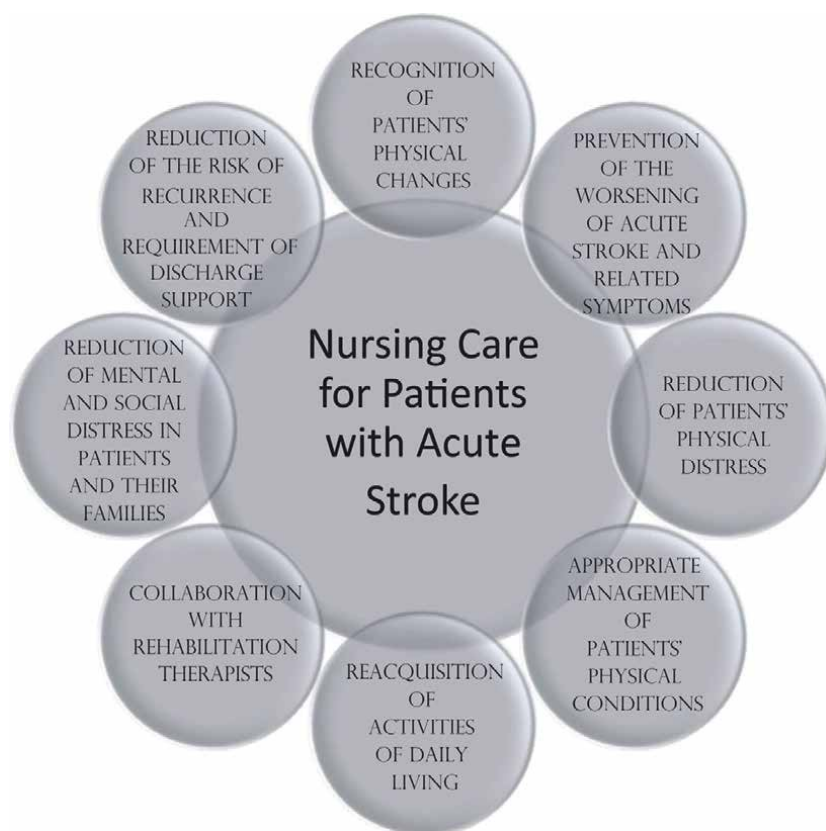 RECOGNITION
OF
PATIENTS'
PHYSICAL
CHANGES
PREVENTION
OF THE
WORSENING
OF ACUTE
STROKE AND
RELATED
SYMPTOMS
REDUCTION
OF PATIENTS'
PHYSICAL
DISTRESS
APPROPRIATE
MANAGEMENT
OF
PATIENTS'
PHYSICAL
CONDITIONS
REACQUISITION
OF
ACTIVITIES
OF DAILY
LIVING
COLLABORATION
WITH
REHABILITATION
THERAPISTS
REDUCTION
OF MENTAL
AND SOCIAL
DISTRESS IN
PATIENTS
AND THEIR
FAMILIES
REDUCTION
OF THE RISK OF
RECURRENCE
AND
REQUIREMENT OF
DISCHARGE
SUPPORT
Nursing Care
for Patients
with Acute
Stroke